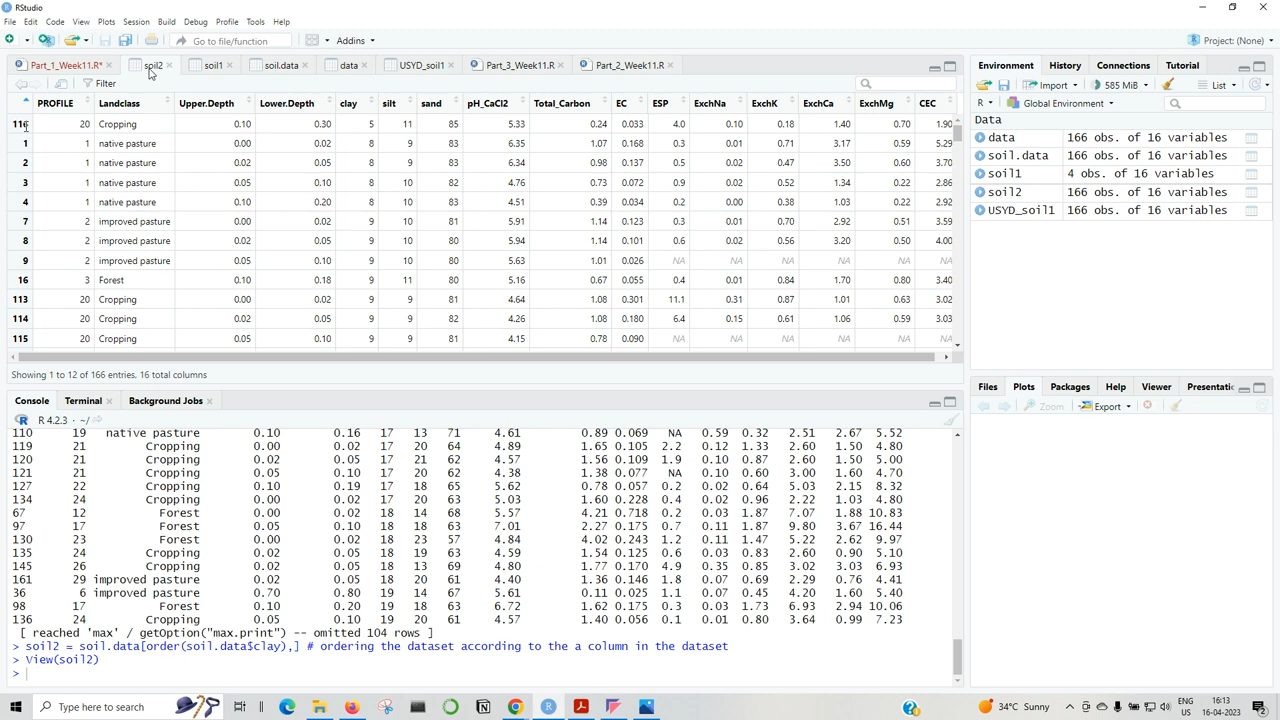 RStudio
File Edit Code View Plots Session Build Debug Profile Tools Help
Go to file/function Addins Project: (None)
Part_1_Week11.R* soil2 soil1 soil.data data USYD_soil1 Part_3_Week11.R Part_2_Week11.R
Filter
PROFILE Landclass Upper.Depth Lower.Depth clay silt sand pH_CaCl2 Total_Carbon EC ESP ExchNa ExchK ExchCa ExchMg CEC
116 20 Cropping 0.10 0.30 5 11 85 5.33 0.24 0.033 4.0 0.10 0.18 1.40 0.70 1.90
1 1 native pasture 0.00 0.02 8 9 83 6.35 1.07 0.168 0.3 0.01 0.71 3.17 0.59 5.29
2 1 native pasture 0.02 0.05 8 9 83 6.34 0.98 0.137 0.5 0.02 0.47 3.50 0.60 3.70
3 1 native pasture 0.05 0.10 8 10 82 4.76 0.73 0.072 0.9 0.02 0.52 1.34 0.22 2.86
4 1 native pasture 0.10 0.20 8 10 83 4.51 0.39 0.034 0.2 0.00 0.38 1.03 0.22 2.92
7 2 improved pasture 0.00 0.02 9 10 81 5.91 1.14 0.123 0.3 0.01 0.70 2.92 0.51 3.59
8 2 improved pasture 0.02 0.05 9 10 80 5.94 1.14 0.101 0.6 0.02 0.56 3.20 0.50 4.00
9 2 improved pasture 0.05 0.10 9 10 80 5.63 1.01 0.026 NA NA NA NA NA NA
16 3 Forest 0.10 0.18 9 11 80 5.16 0.67 0.055 0.4 0.01 0.84 1.70 0.80 3.40
113 20 Cropping 0.00 0.02 9 9 81 4.64 1.08 0.301 11.1 0.31 0.87 1.01 0.63 3.02
114 20 Cropping 0.02 0.05 9 9 82 4.26 1.08 0.180 6.4 0.15 0.61 1.06 0.59 3.03
115 20 Cropping 0.05 0.10 9 9 81 4.15 0.78 0.090 NA NA NA NA NA NA
Showing 1 to 12 of 166 entries, 16 total columns
Console Terminal Background Jobs
R 4.2.3 · ~/
110 19 native pasture 0.10 0.16 17 13 71 4.61 0.89 0.069 NA 0.59 0.32 2.51 2.67 5.52
119 21 Cropping 0.00 0.02 17 20 64 4.89 1.65 0.105 2.2 0.12 1.33 2.60 1.50 4.80
120 21 Cropping 0.02 0.05 17 21 62 4.57 1.56 0.109 1.9 0.10 0.87 2.60 1.00 5.00
121 21 Cropping 0.05 0.10 17 20 62 4.38 1.38 0.077 NA 0.10 0.60 3.00 1.60 4.70
127 22 Cropping 0.10 0.19 17 18 65 5.62 0.78 0.057 0.2 0.02 0.64 5.03 2.15 8.32
134 24 Cropping 0.00 0.02 17 20 63 5.03 1.60 0.228 0.4 0.02 0.96 2.22 1.03 4.80
67 12 Forest 0.00 0.02 18 14 68 5.57 4.21 0.718 0.2 0.03 1.87 7.07 1.88 10.83
97 17 Forest 0.05 0.10 18 18 63 7.01 2.27 0.175 0.7 0.11 1.87 9.80 3.67 16.44
130 23 Forest 0.00 0.02 18 23 57 4.84 4.02 0.243 1.2 0.11 1.47 5.22 2.62 9.97
135 24 Cropping 0.02 0.05 18 19 63 4.59 1.54 0.125 0.6 0.03 0.83 2.60 0.90 5.10
145 26 Cropping 0.02 0.05 18 13 69 4.80 1.77 0.170 4.9 0.35 0.85 3.02 3.03 6.93
161 29 improved pasture 0.02 0.05 18 20 61 4.40 1.36 0.146 1.8 0.07 0.69 2.29 0.76 4.41
36 6 improved pasture 0.70 0.80 19 14 67 5.61 0.11 0.025 1.1 0.07 0.45 4.20 1.60 5.40
98 17 Forest 0.10 0.20 19 18 63 6.72 1.62 0.175 0.3 0.03 1.73 6.93 2.94 10.06
136 24 Cropping 0.05 0.10 19 20 61 4.57 1.40 0.056 0.1 0.01 0.80 3.64 0.99 7.23
[ reached 'max' / getOption("max.print") -- omitted 104 rows ]
> soil2 = soil.data[order(soil.data$clay),] # ordering the dataset according to the a column in the dataset
> View(soil2)
>
Environment History Connections Tutorial
Import 585 MiB List
R Global Environment
Data
data 166 obs. of 16 variables
soil.data 166 obs. of 16 variables
soil1 4 obs. of 16 variables
soil2 166 obs. of 16 variables
USYD_soil1 166 obs. of 16 variables
Files Plots Packages Help Viewer Presentatic
Zoom Export
Type here to search 34°C Sunny ENG US 16:13 16-04-2023 2